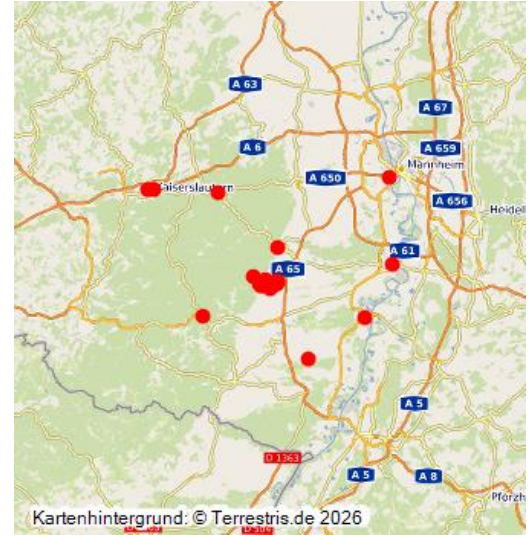 A 63
A 67
A 6
A 659
Mannheim
A 650
Kaiserslautern
A 656
Heidel
A 61
A 65
A 5
D 1363
A 5
A 8
Pforzh
Kartenhintergrund: © Terrestris.de 2026